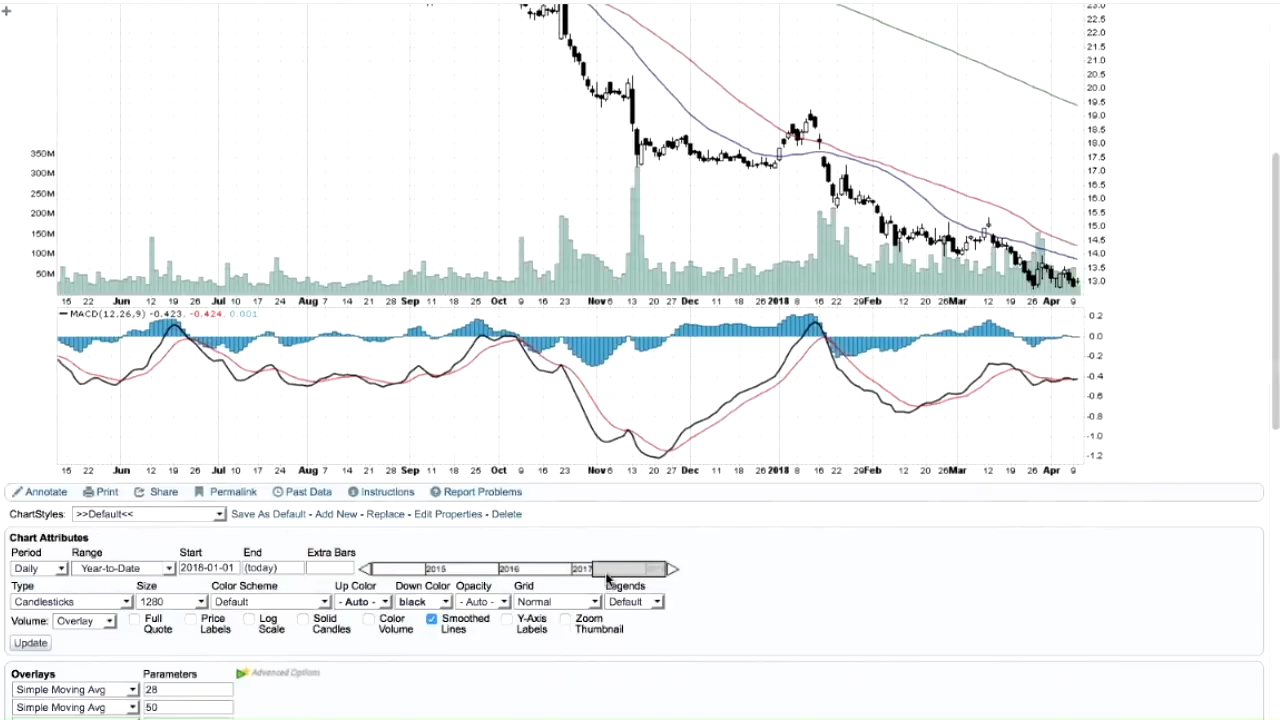 23.0
22.5
22.0
21.5
21.0
20.5
20.0
19.5
19.0
18.5
18.0
17.5
17.0
16.5
16.0
15.5
15.0
14.5
14.0
13.5
13.0
350M
300M
250M
200M
150M
100M
50M
16 22 Jun 12 19 26 Jul 10 17 24 Aug 7 14 21 28 Sep 11 18 25 Oct 9 16 23 Nov 6 13 20 27 Dec 11 18 26 2018 8 16 22 29 Feb 12 20 26 Mar 12 19 26 Apr 9
MACD(12,26,9) -0.423, -0.424, 0.001
0.2
0.0
-0.2
-0.4
-0.6
-0.8
-1.0
-1.2
16 22 Jun 12 19 26 Jul 10 17 24 Aug 7 14 21 28 Sep 11 18 25 Oct 9 16 23 Nov 6 13 20 27 Dec 11 18 26 2018 8 16 22 29 Feb 12 20 26 Mar 12 19 26 Apr 9
Annotate Print Share Permalink Past Data Instructions Report Problems
ChartStyles: >>Default<< Save As Default - Add New - Replace - Edit Properties - Delete
Chart Attributes
Period Range Start End Extra Bars
Daily Year-to-Date 2018-01-01 (today) 2015 2016 2017
Type Size Color Scheme Up Color Down Color Opacity Grid Legends
Candlesticks 1280 Default - Auto - black - Auto - Normal Default
Volume: Overlay Full Quote Price Labels Log Scale Solid Candles Color Volume Smoothed Lines Y-Axis Labels Zoom Thumbnail
Update
Overlays Parameters Advanced Options
Simple Moving Avg 28
Simple Moving Avg 50